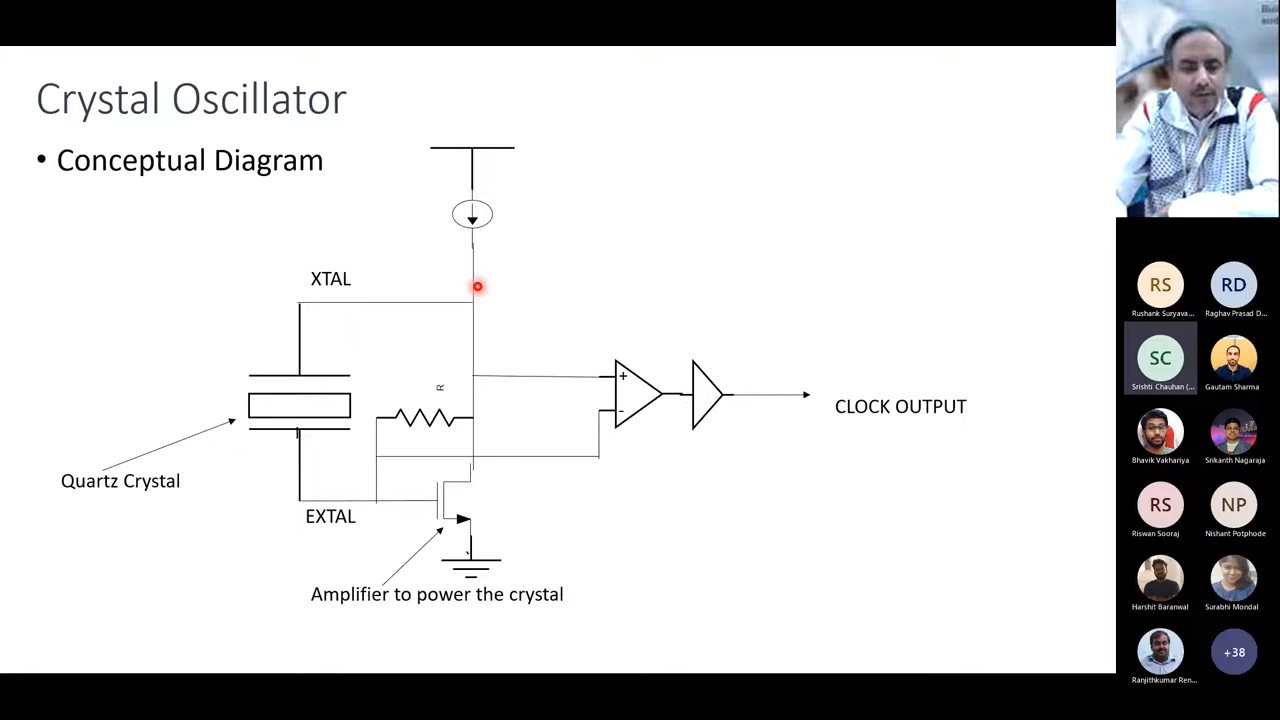 Crystal Oscillator
• Conceptual Diagram
XTAL
R
+
-
CLOCK OUTPUT
Quartz Crystal
EXTAL
Amplifier to power the crystal
RS
Rushank Suryava...
RD
Raghav Prasad D...
SC
Srishti Chauhan (...
Gautam Sharma
Bhavik Vakhariya
Srikanth Nagaraja
RS
Riswan Sooraj
NP
Nishant Potphode
Harshit Baranwal
Surabhi Mondal
Ranjithkumar Ren...
+38